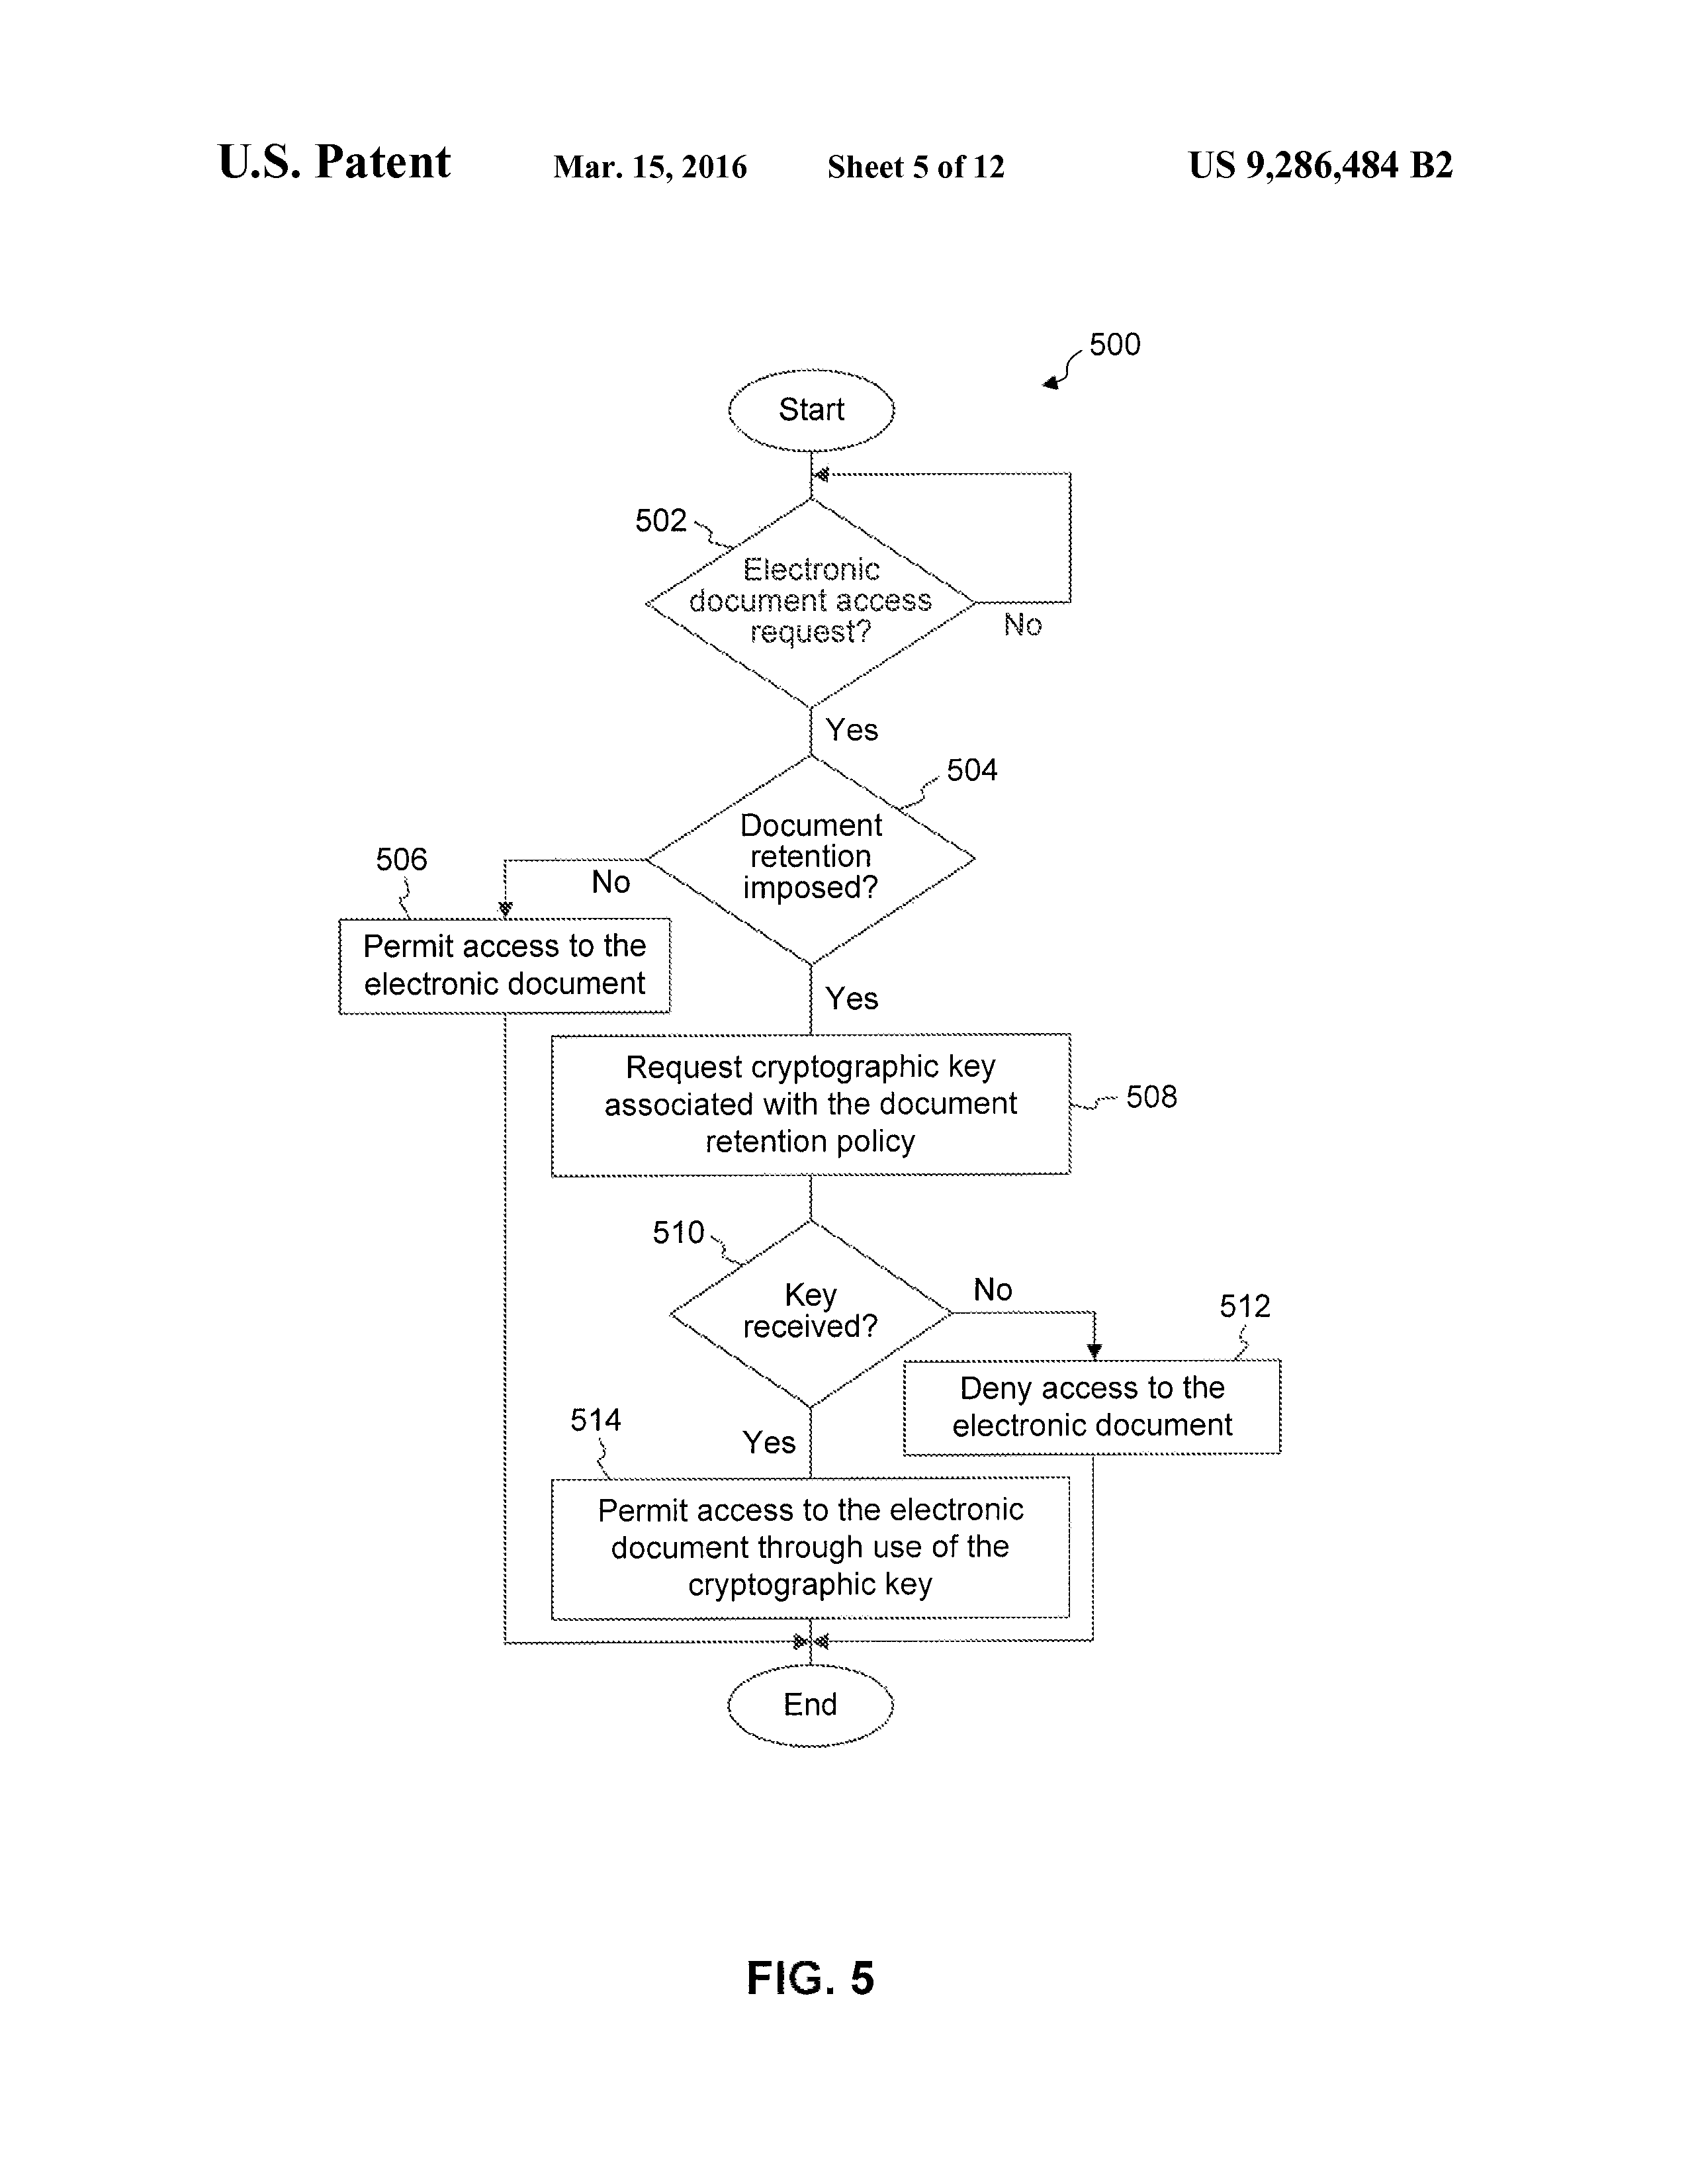 U.S. Patent Mar. 15, 2016 Sheet 5 of 12 US 9,286,484 B2
500
Start
502
Electronic
document access
request?
No
Yes
504
Document
retention
imposed?
506
No
Permit access to the
electronic document
Yes
Request cryptographic key
associated with the document
retention policy
508
510
Key
received?
No
512
Deny access to the
electronic document
514
Yes
Permit access to the electronic
document through use of the
cryptographic key
End
FIG. 5